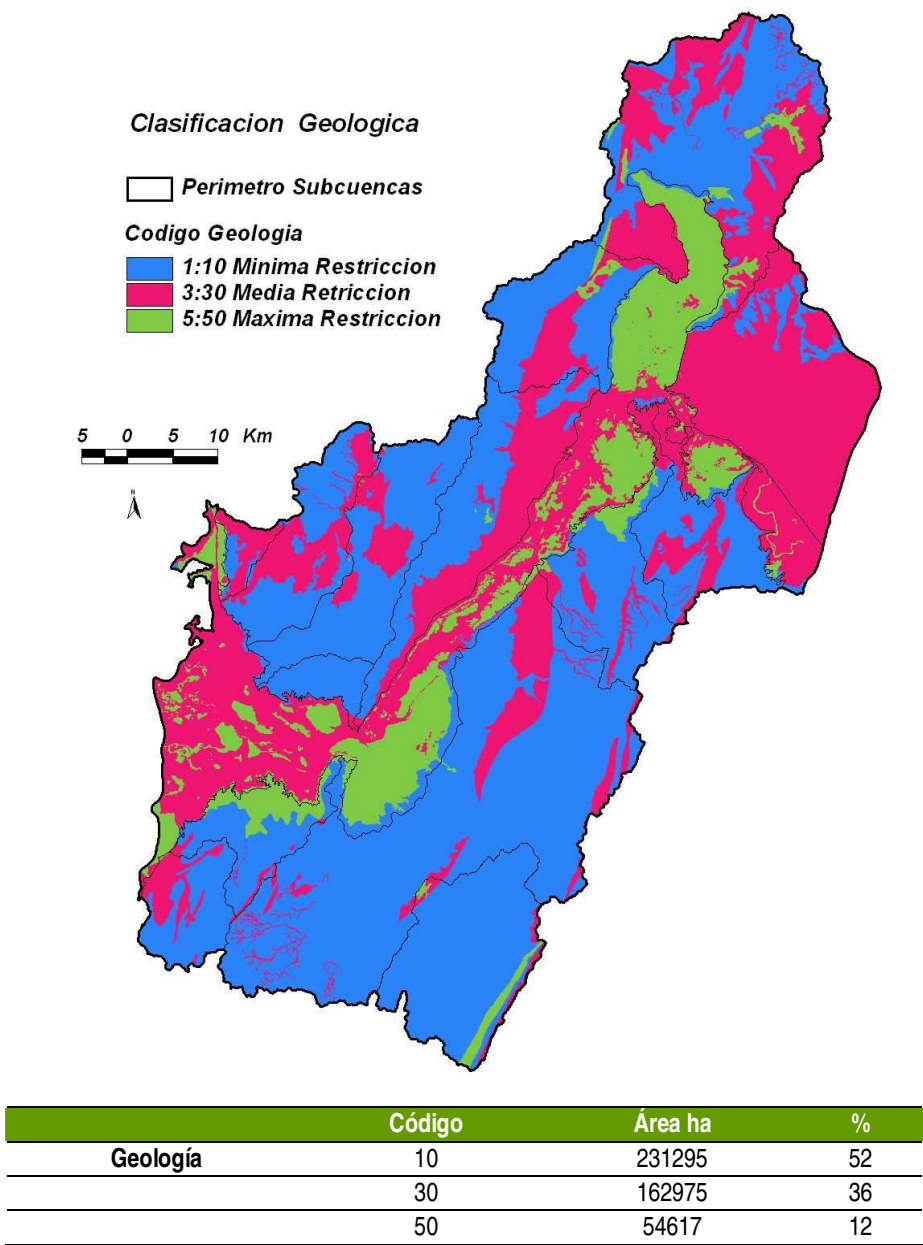 Clasificacion Geologica
Perimetro Subcuencas
Codigo Geologia
1:10 Minima Restriccion
3:30 Media Retriccion
5:50 Maxima Restriccion
5 0 5 10 Km
N
Código Área ha %
Geología 10 231295 52
30 162975 36
50 54617 12